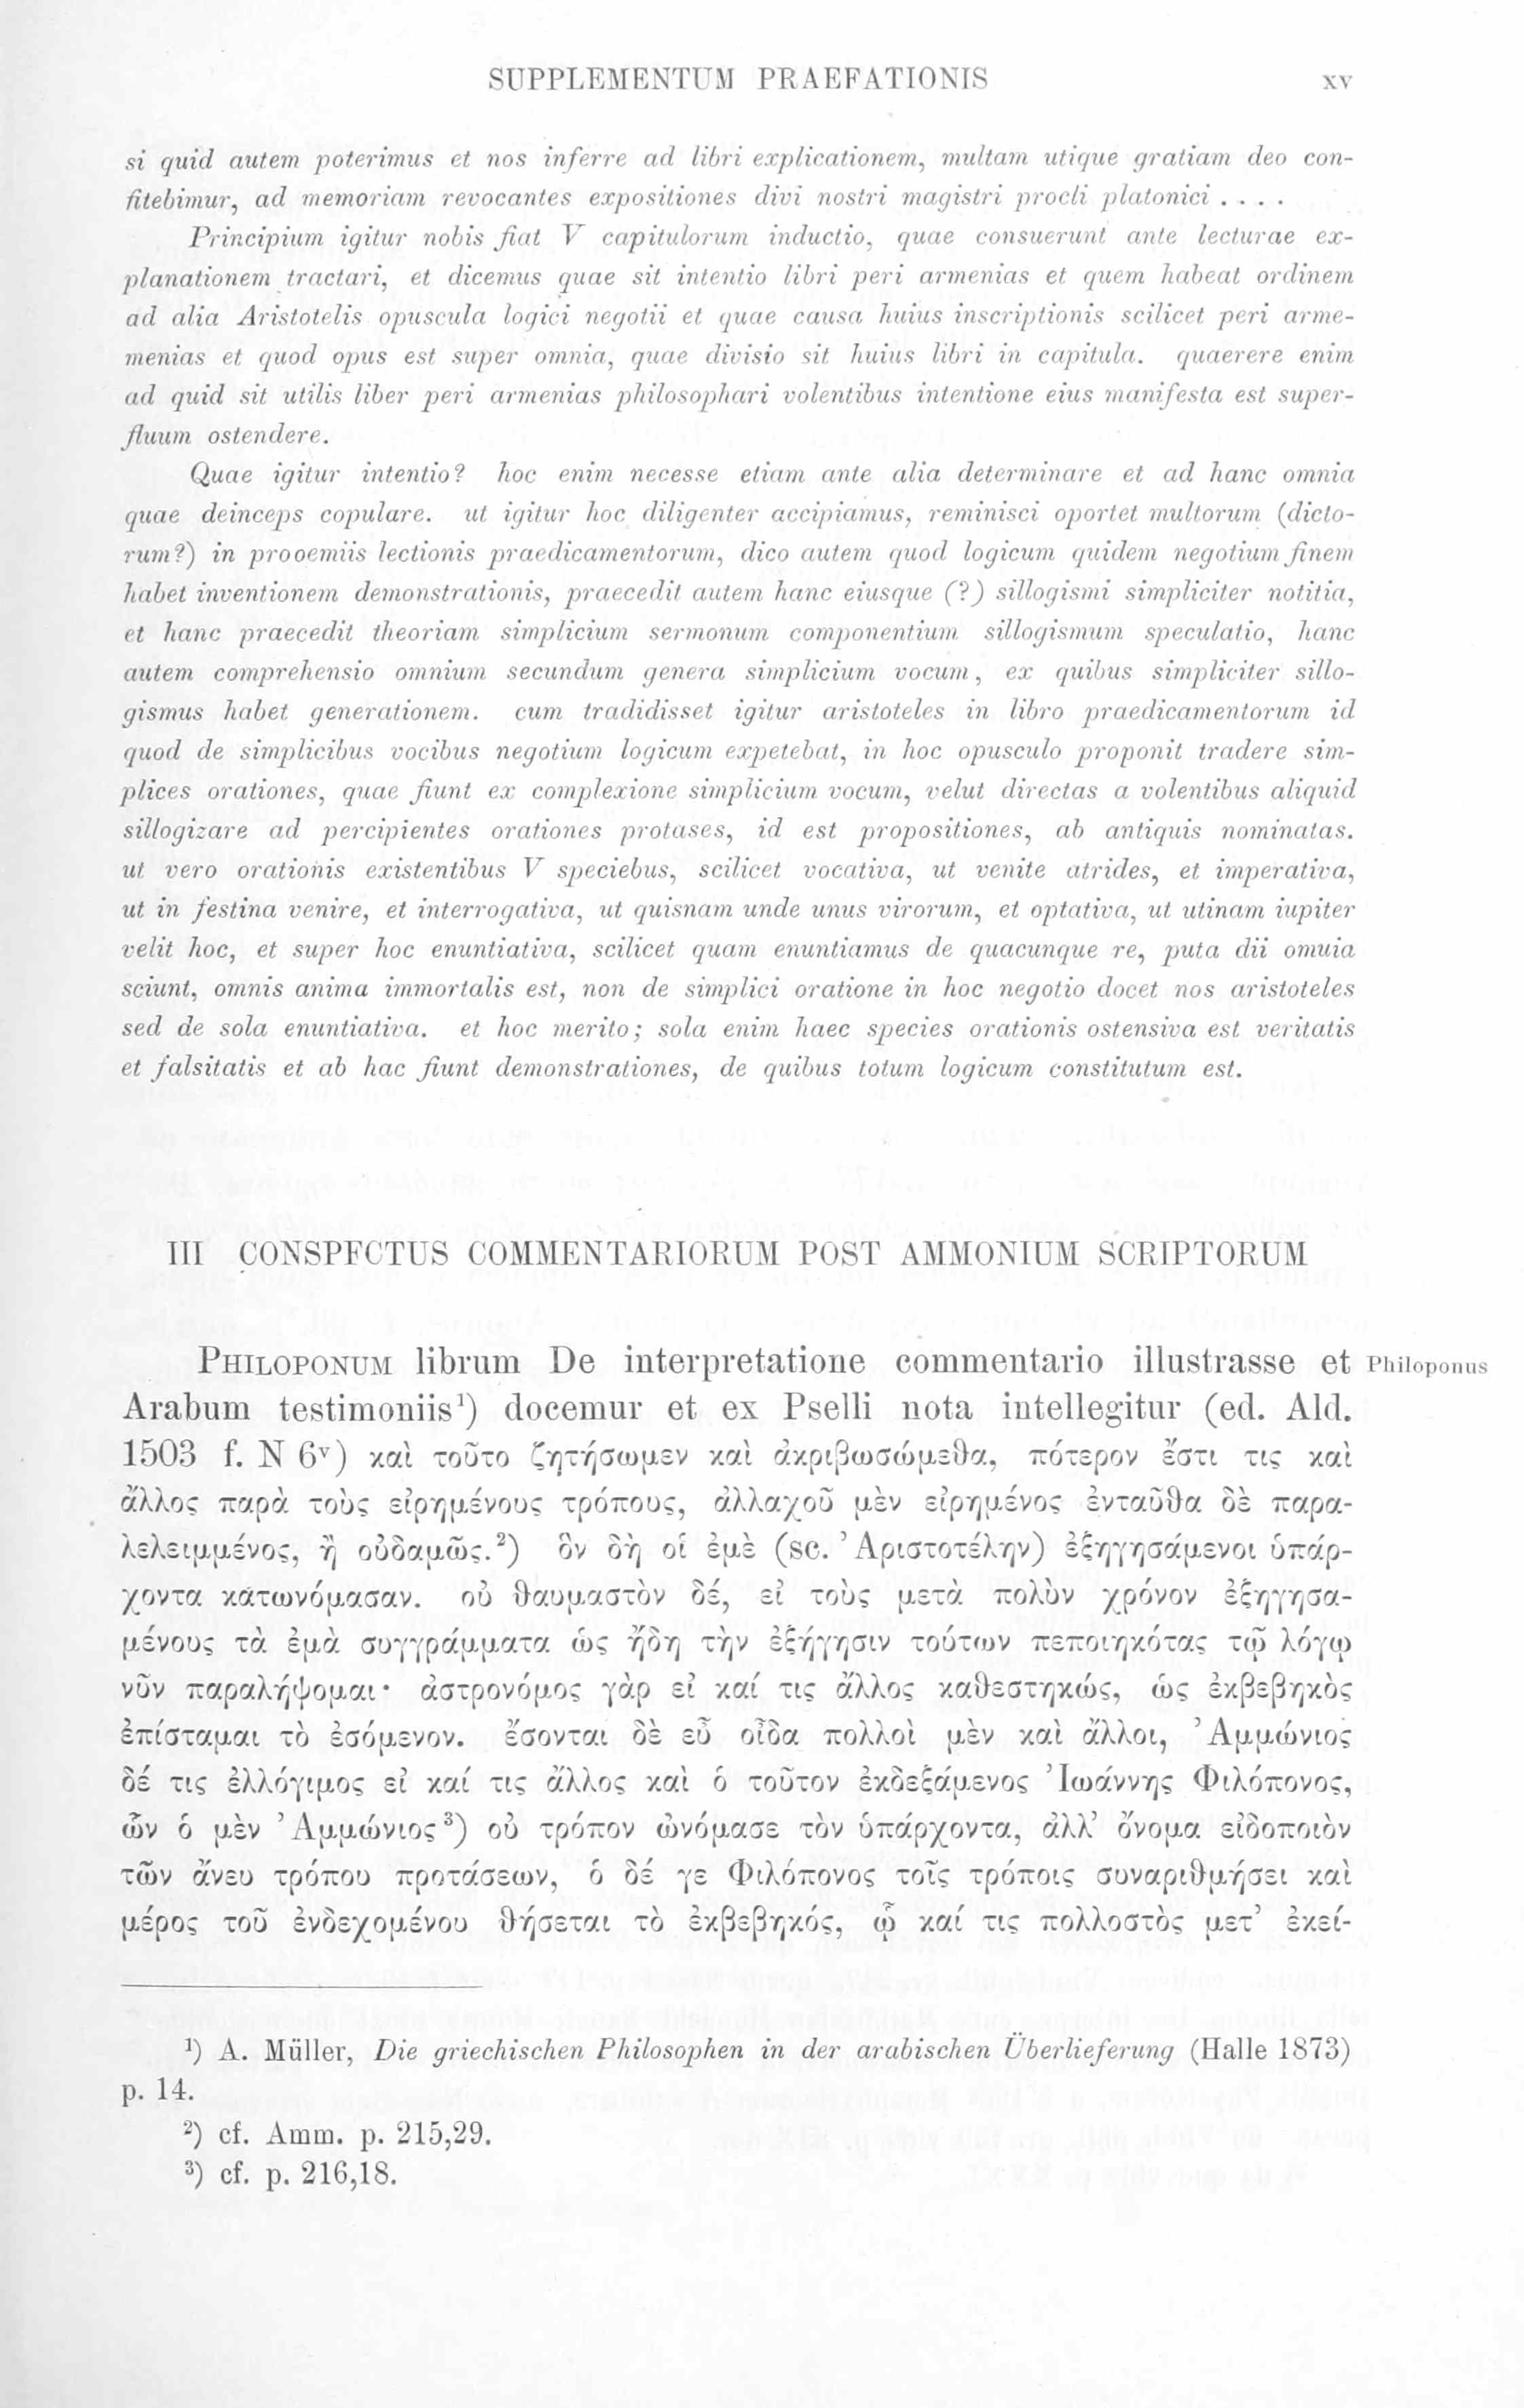 SUPPLEMENTUM PRAEFATIONIS xv
si quid autem poterimus et nos inferre ad libri explicationem, multam utique gratiam deo con-
fitebimur, ad memoriam revocantes expositiones divi nostri magistri procli platonici . . . .
Principium igitur nobis fiat V capitulorum inductio, quae consuerunt ante lecturae ex-
planationem tractari, et dicemus quae sit intentio libri peri armenias et quem habeat ordinem
ad alia Aristotelis opuscula logici negotii et quae causa huius inscriptionis scilicet peri arme-
menias et quod opus est super omnia, quae divisio sit huius libri in capitula. quaerere enim
ad quid sit utilis liber peri armenias philosophari volentibus intentione eius manifesta est super-
fluum ostendere.
Quae igitur intentio? hoc enim necesse etiam ante alia determinare et ad hanc omnia
quae deinceps copulare. ut igitur hoc diligenter accipiamus, reminisci oportet multorum (dicto-
rum?) in prooemiis lectionis praedicamentorum, dico autem quod logicum quidem negotium finem
habet inventionem demonstrationis, praecedit autem hanc eiusque (?) sillogismi simpliciter notitia,
et hanc praecedit theoriam simplicium sermonum componentium sillogismum speculatio, hanc
autem comprehensio omnium secundum genera simplicium vocum, ex quibus simpliciter sillo-
gismus habet generationem. cum tradidisset igitur aristoteles in libro praedicamentorum id
quod de simplicibus vocibus negotium logicum expetebat, in hoc opusculo proponit tradere sim-
plices orationes, quae fiunt ex complexione simplicium vocum, velut directas a volentibus aliquid
sillogizare ad percipientes orationes protases, id est propositiones, ab antiquis nominatas.
ut vero orationis existentibus V speciebus, scilicet vocativa, ut venite atrides, et imperativa,
ut in festina venire, et interrogativa, ut quisnam unde unus virorum, et optativa, ut utinam iupiter
velit hoc, et super hoc enuntiativa, scilicet quam enuntiamus de quacunque re, puta dii omuia
sciunt, omnis anima immortalis est, non de simplici oratione in hoc negotio docet nos aristoteles
sed de sola enuntiativa. et hoc merito; sola enim haec species orationis ostensiva est veritatis
et falsitatis et ab hac fiunt demonstrationes, de quibus totum logicum constitutum est.
III CONSPECTUS COMMENTARIORUM POST AMMONIUM SCRIPTORUM
PHILOPONUM librum De interpretatione commentario illustrasse et Philoponus
Arabum testimoniis¹) docemur et ex Pselli nota intellegitur (ed. Ald.
1503 f. N 6ᵛ) καὶ τοῦτο ζητήσωμεν καὶ ἀκριβωσώμεθα, πότερον ἔστι τις καὶ
ἄλλος παρὰ τοὺς εἰρημένους τρόπους, ἀλλαχοῦ μὲν εἰρημένος ἐνταῦθα δὲ παρα-
λελειμμένος, ἢ οὐδαμῶς.²) ὃν δὴ οἱ ἐμὲ (sc. Ἀριστοτέλην) ἐξηγησάμενοι ὑπάρ-
χοντα κατωνόμασαν. οὐ θαυμαστὸν δέ, εἰ τοὺς μετὰ πολὺν χρόνον ἐξηγησα-
μένους τὰ ἐμὰ συγγράμματα ὡς ἤδη τὴν ἐξήγησιν τούτων πεποιηκότας τῷ λόγῳ
νῦν παραλήψομαι· ἀστρονόμος γὰρ εἰ καί τις ἄλλος καθεστηκώς, ὡς ἐκβεβηκὸς
ἐπίσταμαι τὸ ἐσόμενον. ἔσονται δὲ εὖ οἶδα πολλοὶ μὲν καὶ ἄλλοι, Ἀμμώνιος
δέ τις ἐλλόγιμος εἰ καί τις ἄλλος καὶ ὁ τοῦτον ἐκδεξάμενος Ἰωάννης Φιλόπονος,
ὧν ὁ μὲν Ἀμμώνιος³) οὐ τρόπον ὠνόμασε τὸν ὑπάρχοντα, ἀλλ’ ὄνομα εἰδοποιὸν
τῶν ἄνευ τρόπου προτάσεων, ὁ δέ γε Φιλόπονος τοῖς τρόποις συναριθμήσει καὶ
μέρος τοῦ ἐνδεχομένου θήσεται τὸ ἐκβεβηκός, ᾧ καί τις πολλοστὸς μετ’ ἐκεί-
¹) A. Müller, Die griechischen Philosophen in der arabischen Überlieferung (Halle 1873)
p. 14.
²) cf. Amm. p. 215,29.
³) cf. p. 216,18.